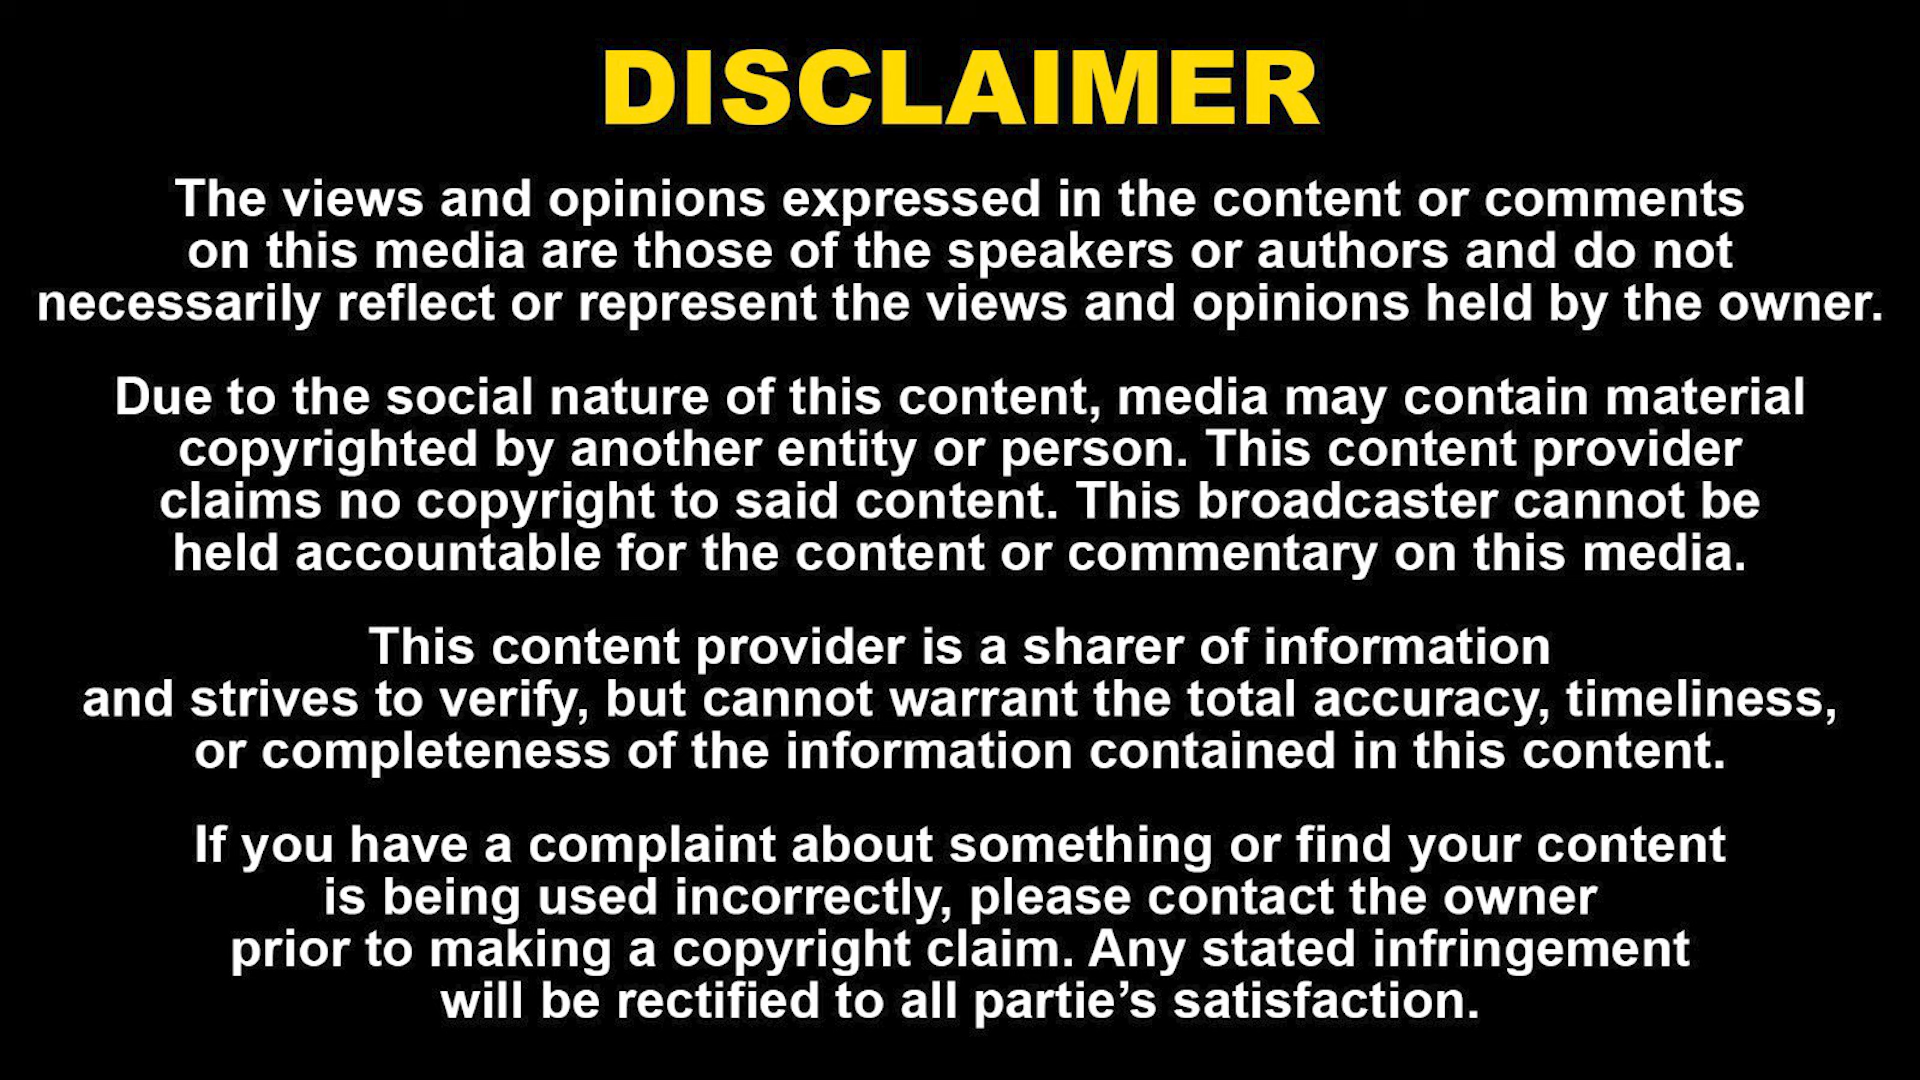 DISCLAIMER
The views and opinions expressed in the content or comments
on this media are those of the speakers or authors and do not
necessarily reflect or represent the views and opinions held by the owner.
Due to the social nature of this content, media may contain material
copyrighted by another entity or person. This content provider
claims no copyright to said content. This broadcaster cannot be
held accountable for the content or commentary on this media.
This content provider is a sharer of information
and strives to verify, but cannot warrant the total accuracy, timeliness,
or completeness of the information contained in this content.
If you have a complaint about something or find your content
is being used incorrectly, please contact the owner
prior to making a copyright claim. Any stated infringement
will be rectified to all partie’s satisfaction.